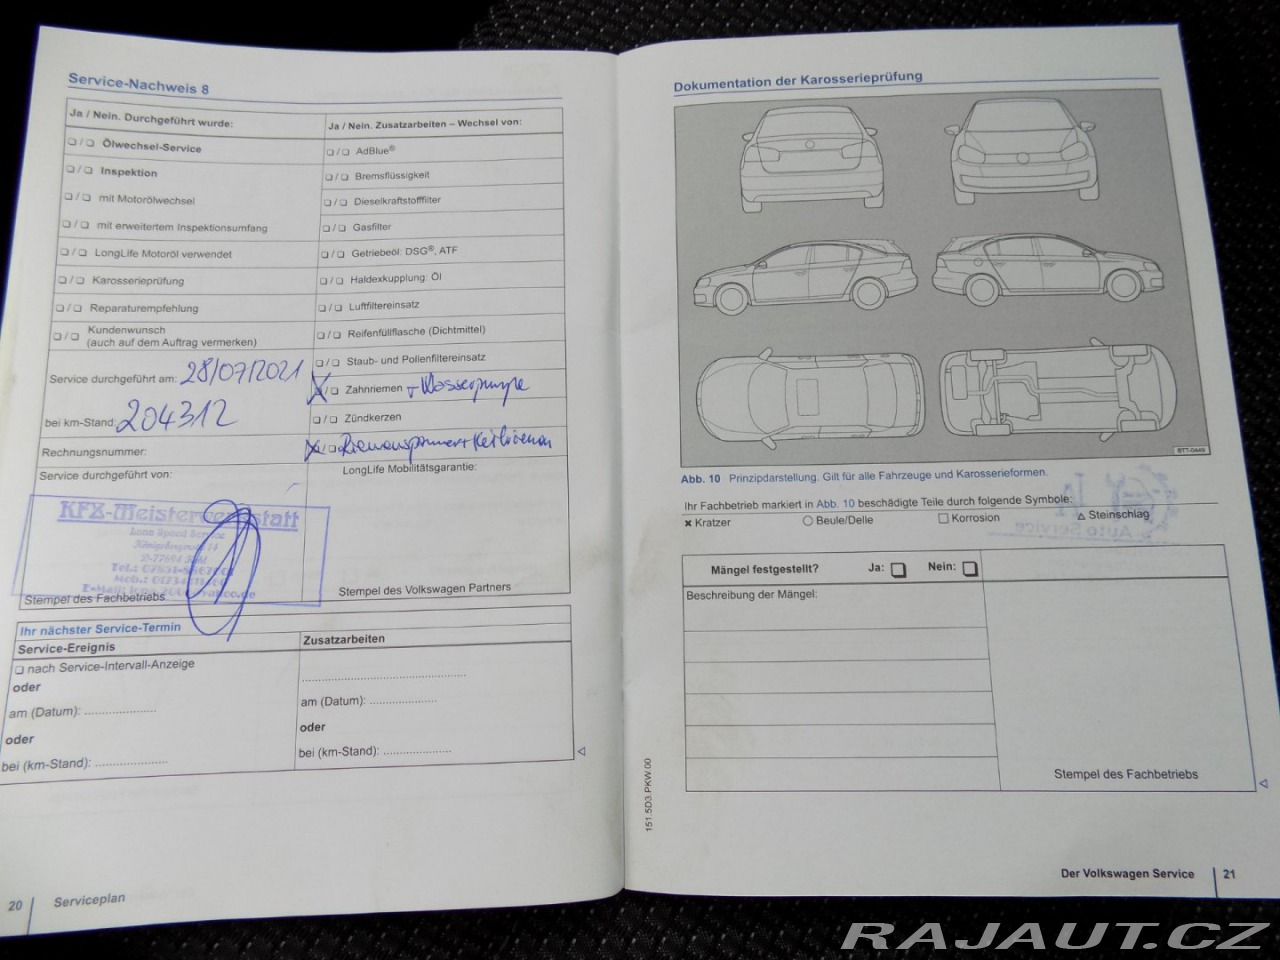 Service-Nachweis 8
Ja / Nein. Durchgeführt wurde:
❏ / ❏ Ölwechsel-Service
❏ / ❏ Inspektion
❏ / ❏ mit Motorölwechsel
❏ / ❏ mit erweitertem Inspektionsumfang
❏ / ❏ LongLife Motoröl verwendet
❏ / ❏ Karosserieprüfung
❏ / ❏ Reparaturempfehlung
❏ / ❏ Kundenwunsch
(auch auf dem Auftrag vermerken)
Service durchgeführt am: 28/07/2021
bei km-Stand: 204312
Rechnungsnummer:
Service durchgeführt von:
KFZ-Meisterwerkstatt
Stempel des Fachbetriebs
Ja / Nein. Zusatzarbeiten – Wechsel von:
❏ / ❏ AdBlue®
❏ / ❏ Bremsflüssigkeit
❏ / ❏ Dieselkraftstofffilter
❏ / ❏ Gasfilter
❏ / ❏ Getriebeöl: DSG®, ATF
❏ / ❏ Haldexkupplung: Öl
❏ / ❏ Luftfiltereinsatz
❏ / ❏ Reifenfüllflasche (Dichtmittel)
❏ / ❏ Staub- und Pollenfiltereinsatz
X / ❏ Zahnriemen + Wasserpumpe
❏ / ❏ Zündkerzen
X / ❏ Riemenspanner + Keilriemen
LongLife Mobilitätsgarantie:
Stempel des Volkswagen Partners
Ihr nächster Service-Termin
Service-Ereignis
❏ nach Service-Intervall-Anzeige
oder
am (Datum): ....................
oder
bei (km-Stand): ....................
Zusatzarbeiten
..............................................
am (Datum): ...................
oder
bei (km-Stand): ...................
20 Serviceplan
Dokumentation der Karosserieprüfung
BTT-0449
Abb. 10 Prinzipdarstellung. Gilt für alle Fahrzeuge und Karosserieformen.
Ihr Fachbetrieb markiert in Abb. 10 beschädigte Teile durch folgende Symbole:
✖ Kratzer ○ Beule/Delle □ Korrosion △ Steinschlag
Mängel festgestellt? Ja: ❏ Nein: ❏
Beschreibung der Mängel:
Stempel des Fachbetriebs
151.5D3.PKW.00
Der Volkswagen Service 21
RAJAUT.CZ